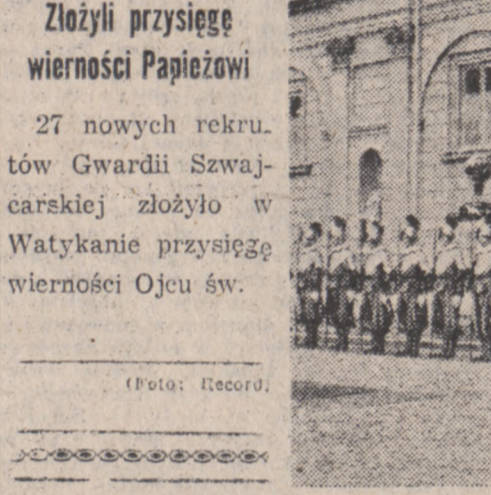 Złożyli przysięgę
wierności Papieżowi
27 nowych rekru-
tów Gwardii Szwaj-
carskiej złożyło w
Watykanie przysięgę
wierności Ojcu św.
(Foto: Record)